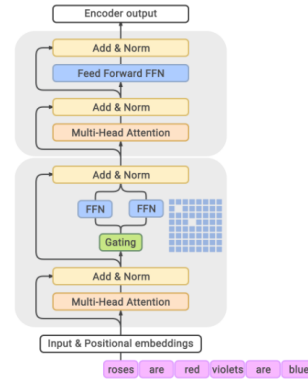 Encoder output
Add & Norm
Feed Forward FFN
Add & Norm
Multi-Head Attention
Add & Norm
FFN FFN
Gating
Add & Norm
Multi-Head Attention
Input & Positional embeddings
roses are red violets are blue